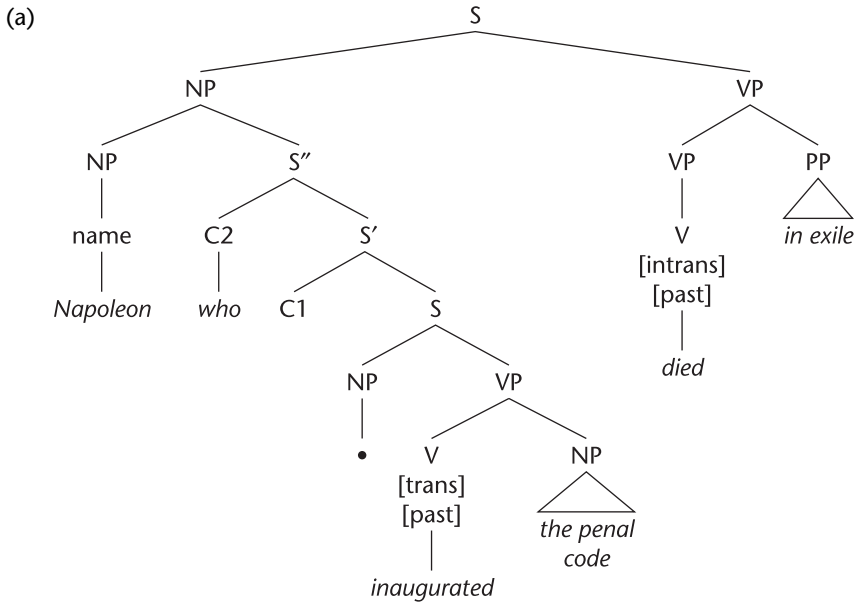 (a)
S
NP VP
NP S″ VP PP
name C2 S′ V in exile
[intrans]
[past]
Napoleon who C1 S
died
NP VP
• V NP
[trans]
[past]
the penal
code
inaugurated